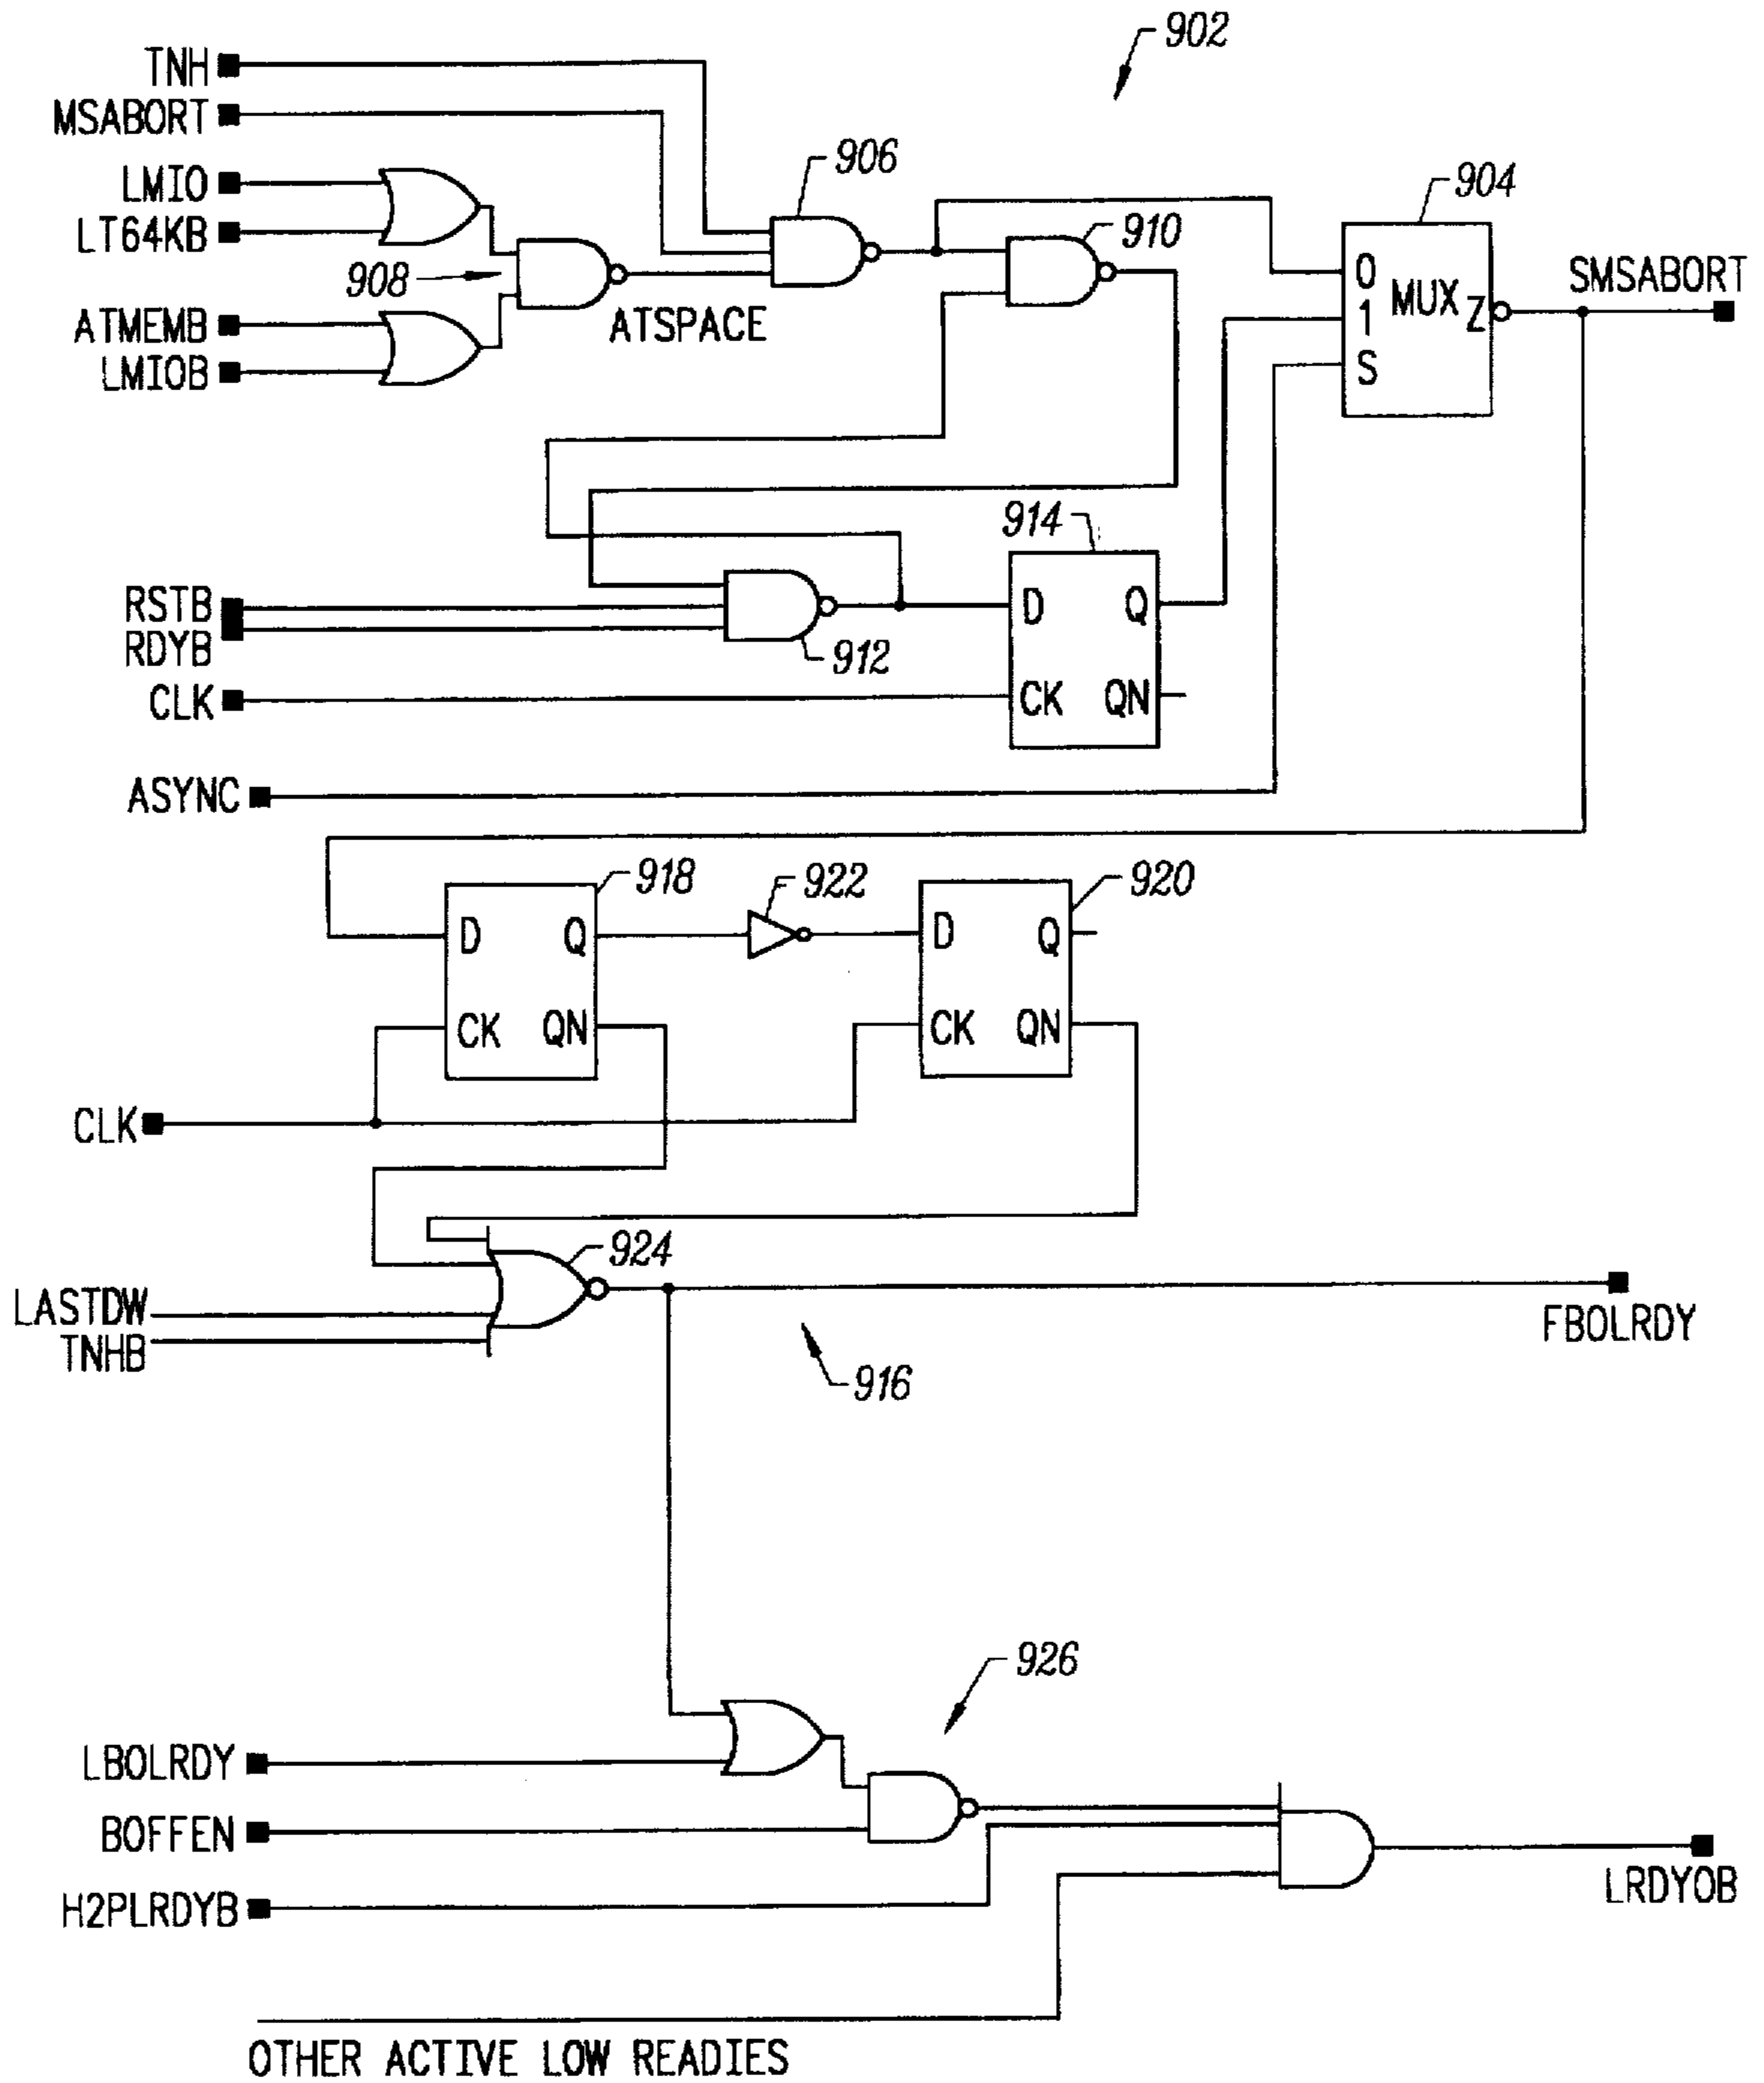 902
TNH
MSABORT
906
LMIO
904
LT64KB
910
0
908
MUX Z
SMSABORT
1
ATMEMB
ATSPACE
LMIOB
S
914
RSTB
D Q
RDYB
912
CLK
CK QN
ASYNC
918
922
920
D Q
D Q
CK QN
CK QN
CLK
924
LASTDW
FBOLRDY
TNHB
916
926
LBOLRDY
BOFFEN
LRDYOB
H2PLRDYB
OTHER ACTIVE LOW READIES